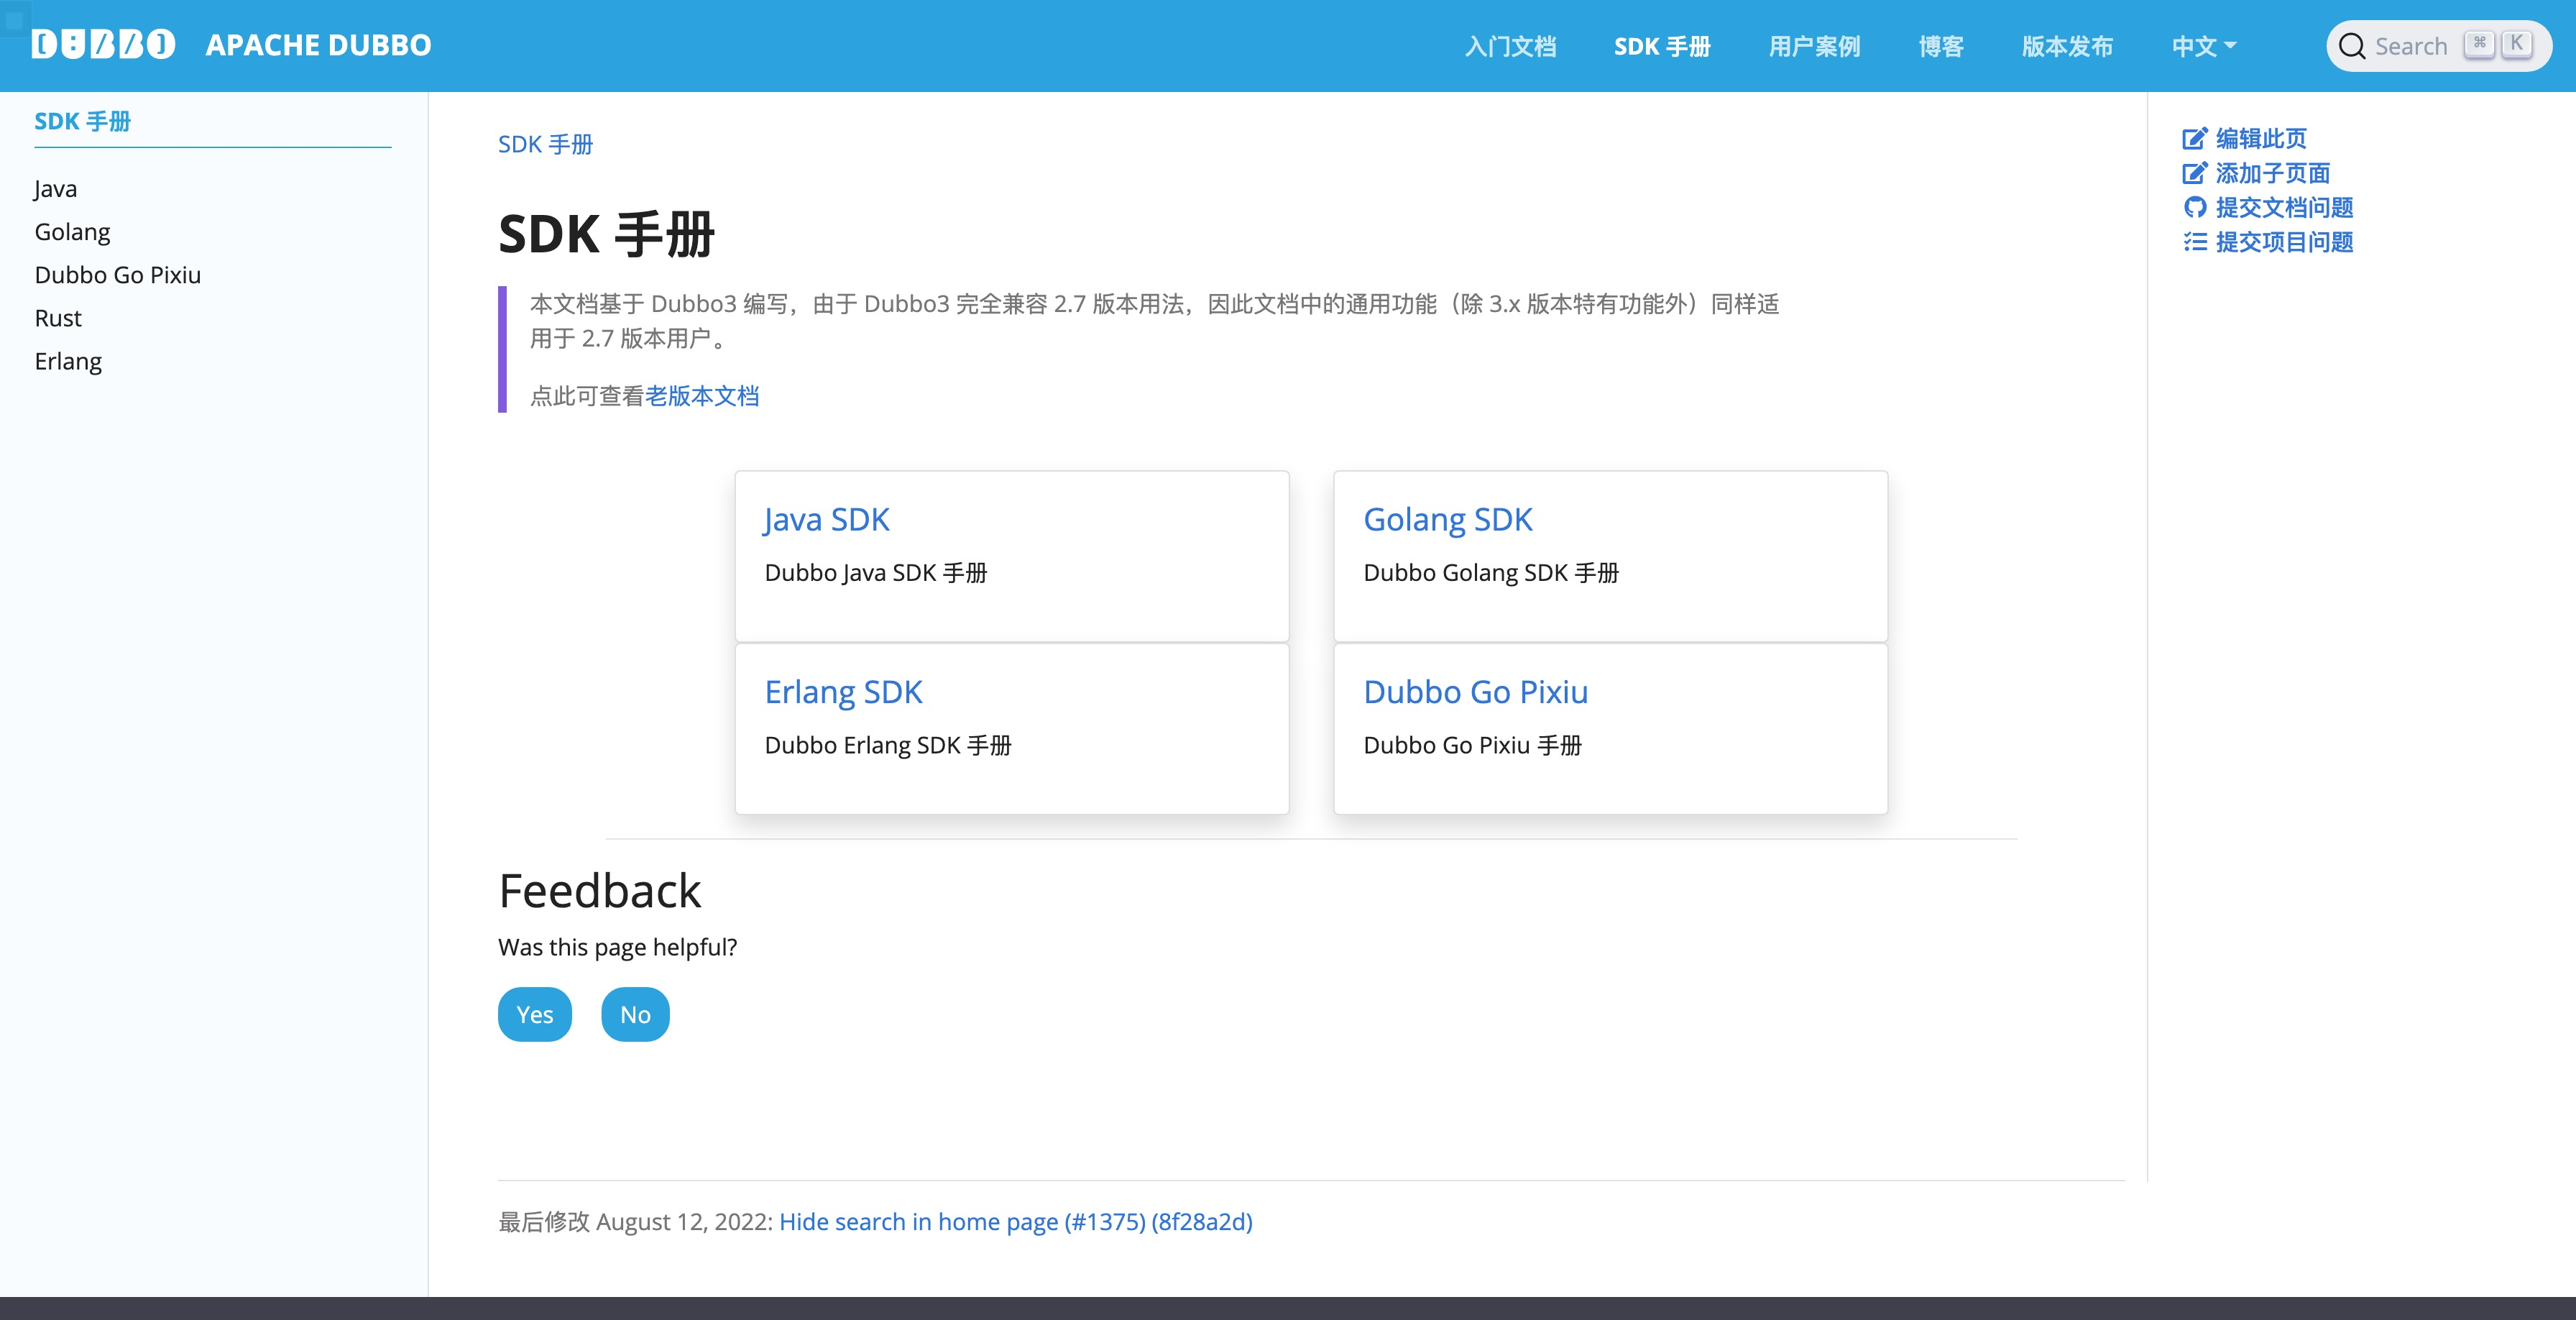 DUBBO
APACHE DUBBO
入门文档
SDK 手册
用户案例
博客
版本发布
中文
Search
⌘ K
SDK 手册
Java
Golang
Dubbo Go Pixiu
Rust
Erlang
SDK 手册
SDK 手册
本文档基于 Dubbo3 编写，由于 Dubbo3 完全兼容 2.7 版本用法，因此文档中的通用功能（除 3.x 版本特有功能外）同样适
用于 2.7 版本用户。
点此可查看老版本文档
Java SDK
Dubbo Java SDK 手册
Golang SDK
Dubbo Golang SDK 手册
Erlang SDK
Dubbo Erlang SDK 手册
Dubbo Go Pixiu
Dubbo Go Pixiu 手册
Feedback
Was this page helpful?
Yes
No
最后修改 August 12, 2022: Hide search in home page (#1375) (8f28a2d)
编辑此页
添加子页面
提交文档问题
提交项目问题